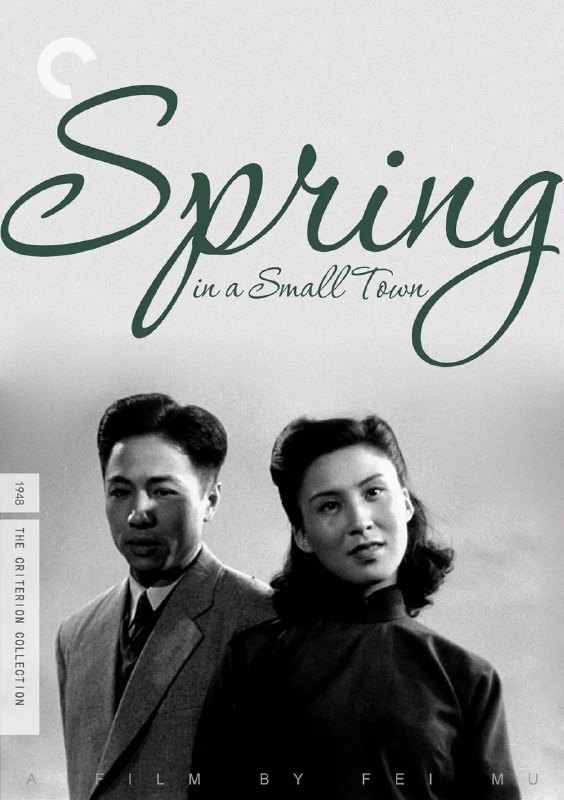 Spring
in a Small Town
1948
THE CRITERION COLLECTION
A FILM BY FEI MU